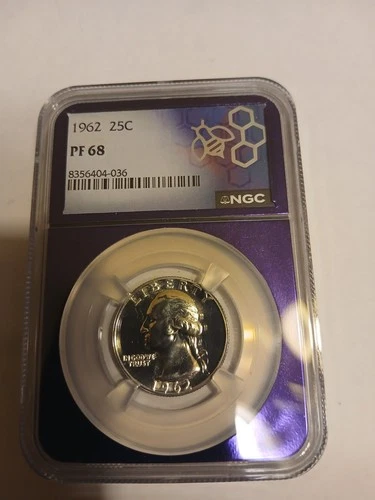 1962 25C
PF 68
8356404-036
NGC
LIBERTY
IN GOD WE
TRUST
1962